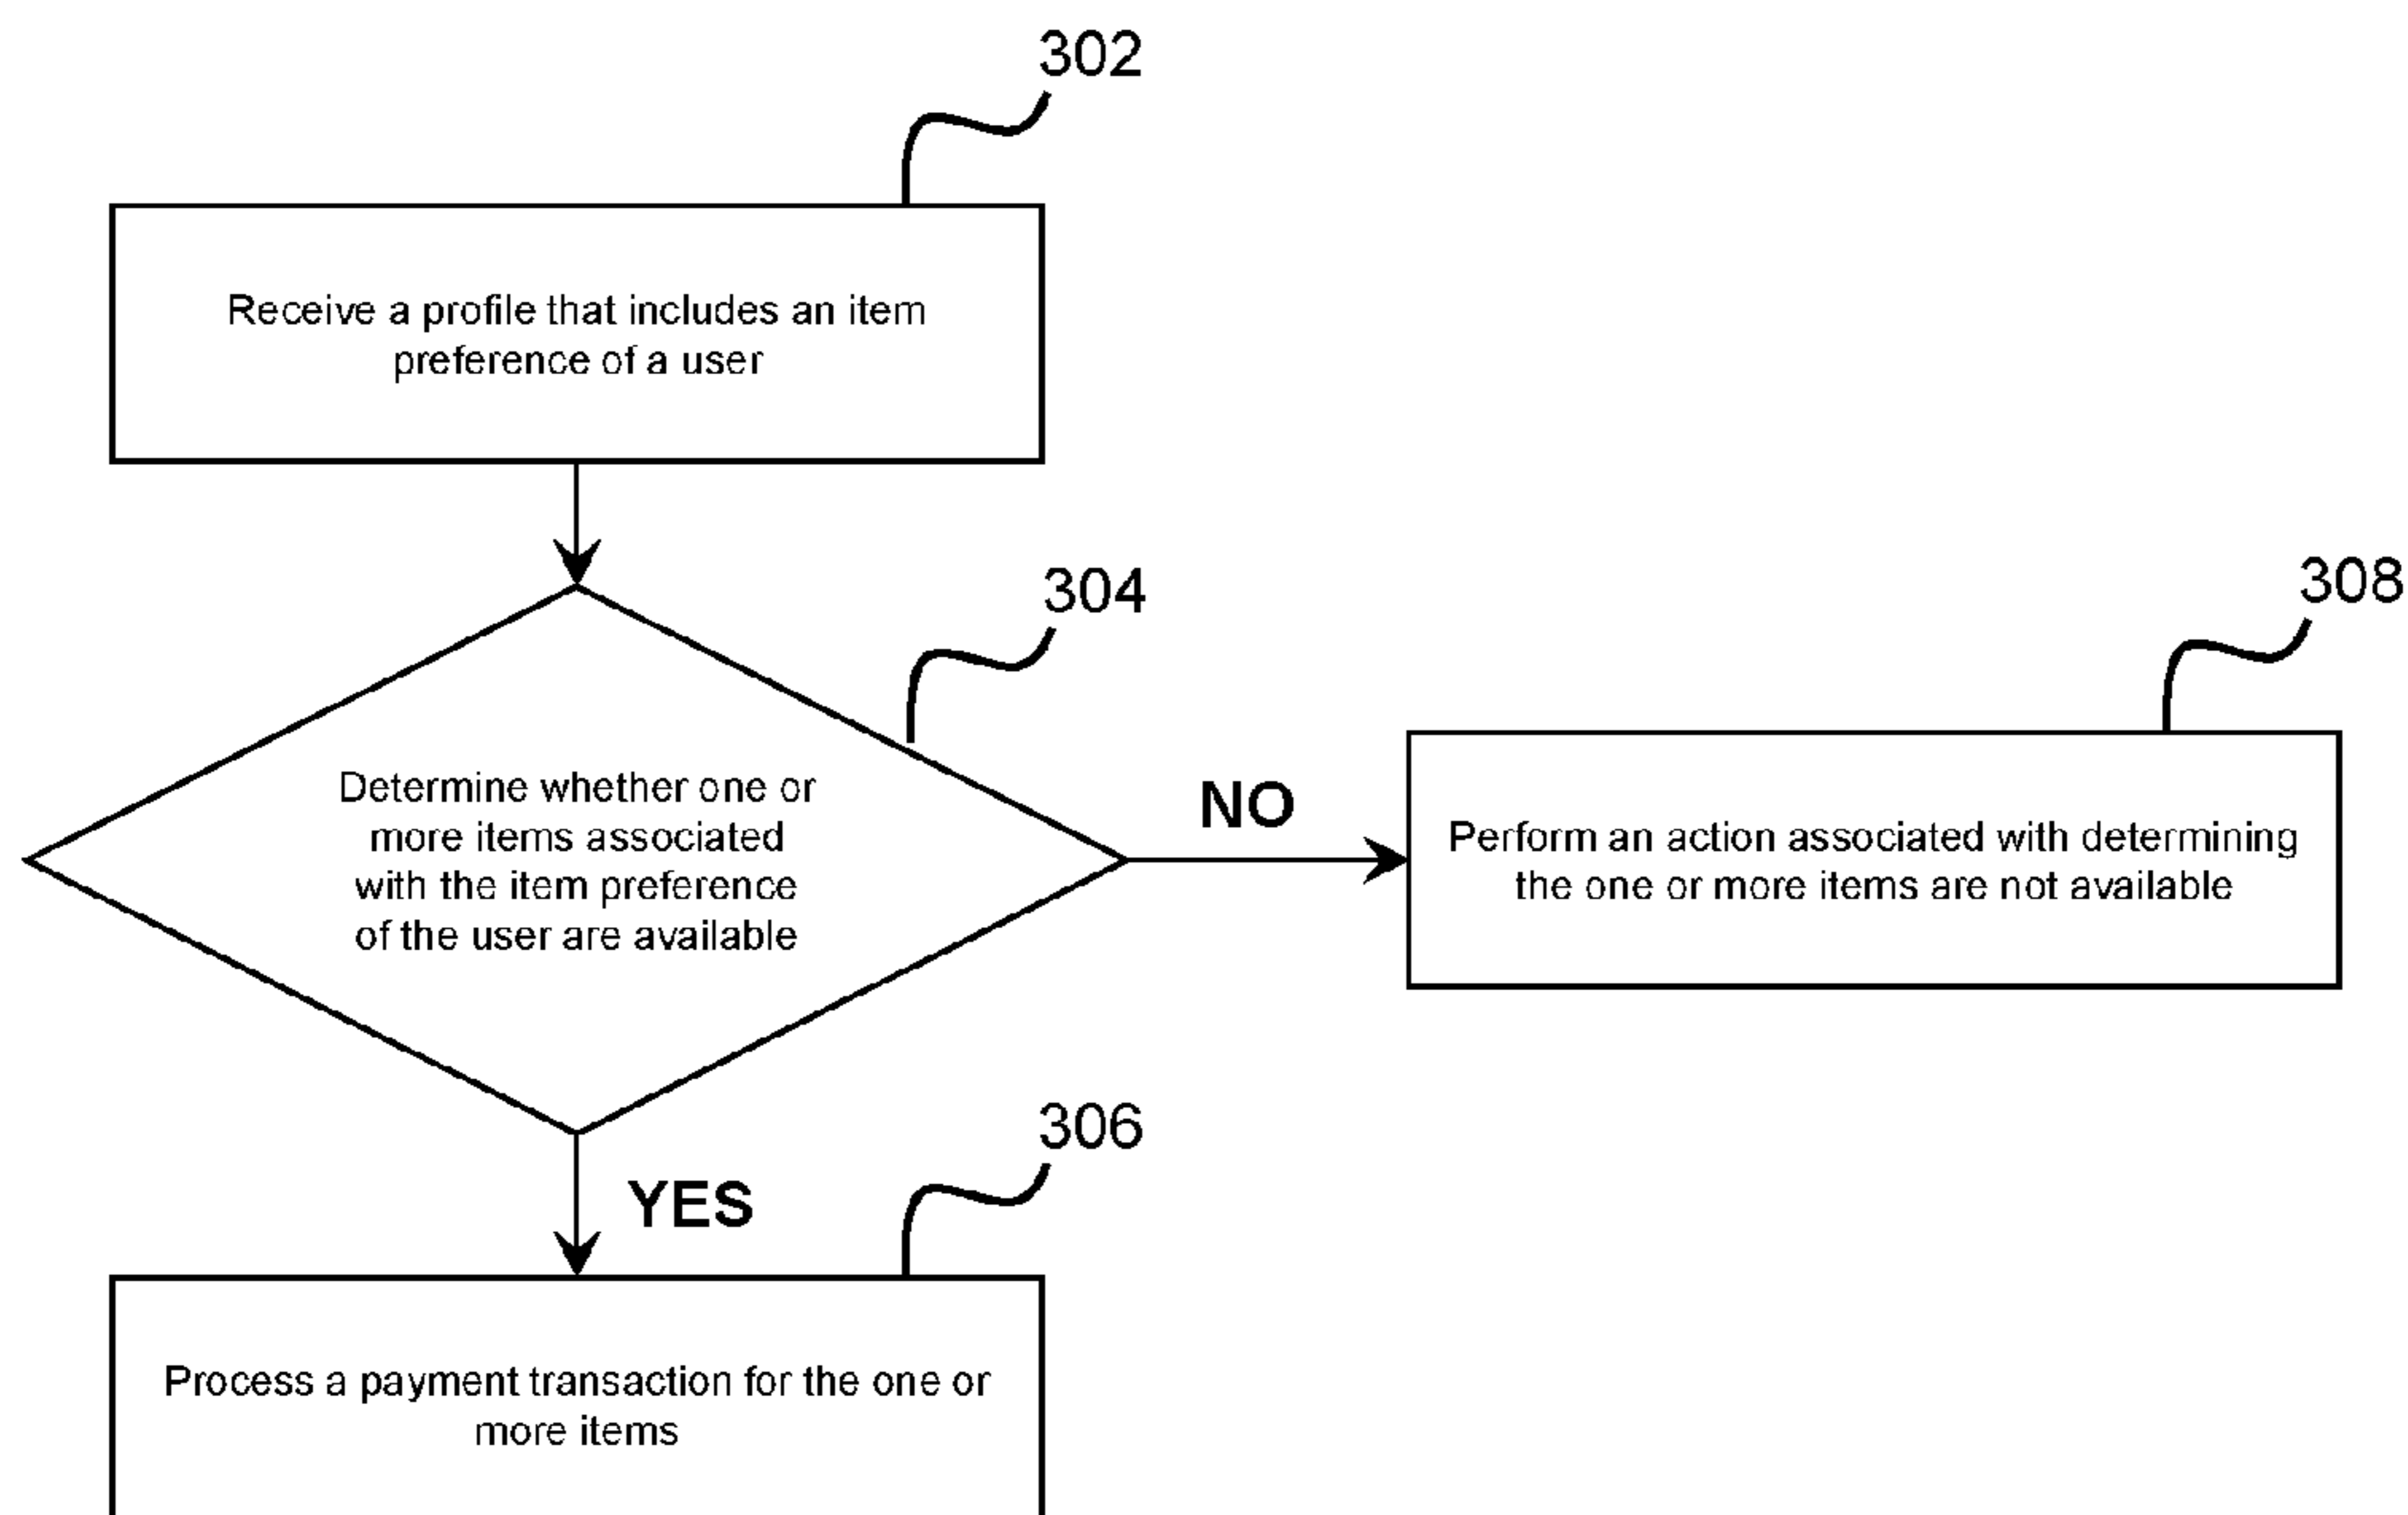 302
Receive a profile that includes an item
preference of a user
304
Determine whether one or
more items associated
with the item preference
of the user are available
NO
308
Perform an action associated with determining
the one or more items are not available
YES
306
Process a payment transaction for the one or
more items